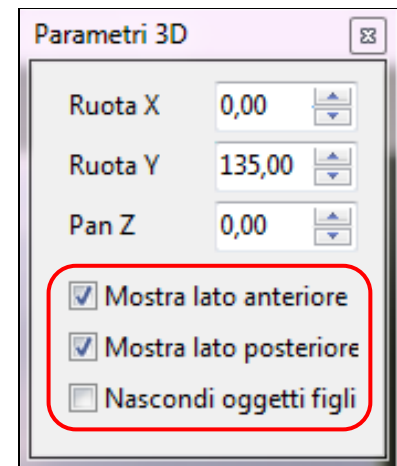 Parametri 3D
Ruota X 0,00
Ruota Y 135,00
Pan Z 0,00
Mostra lato anteriore
Mostra lato posteriore
Nascondi oggetti figli